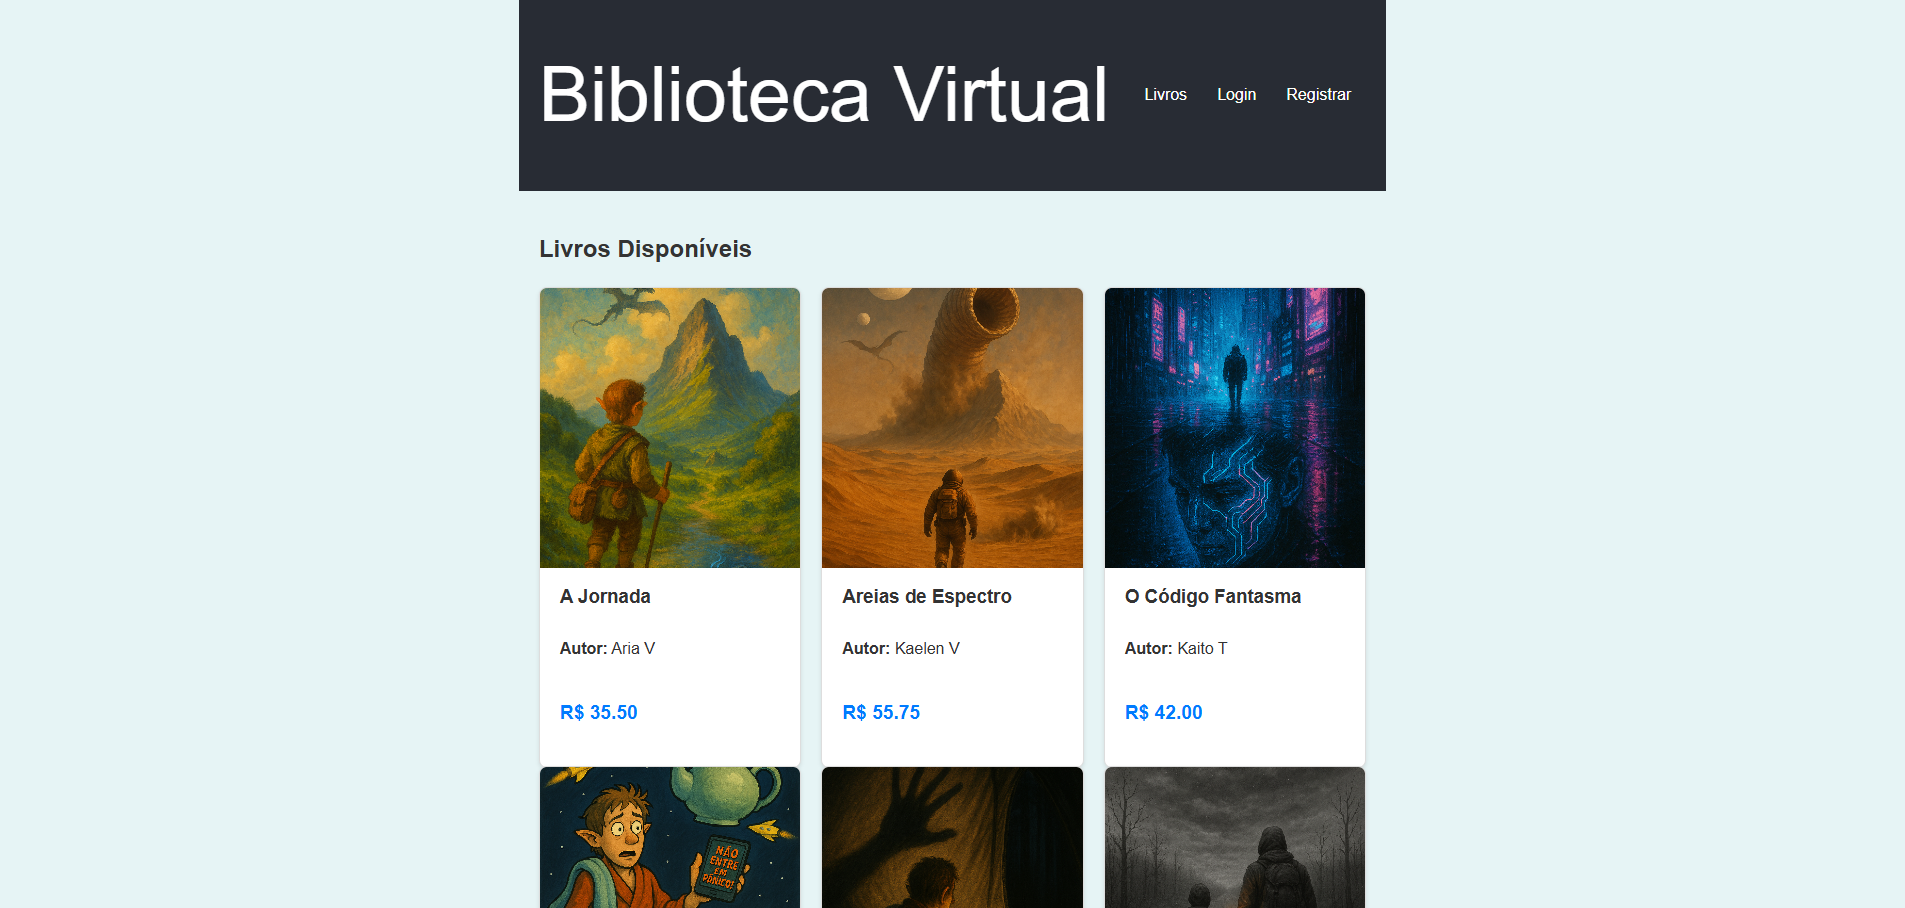 Biblioteca Virtual
Livros Login Registrar
Livros Disponíveis
A Jornada
Autor: Aria V
R$ 35.50
Areias de Espectro
Autor: Kaelen V
R$ 55.75
O Código Fantasma
Autor: Kaito T
R$ 42.00
NÃO
ENTRE
EM
PÂNICO!